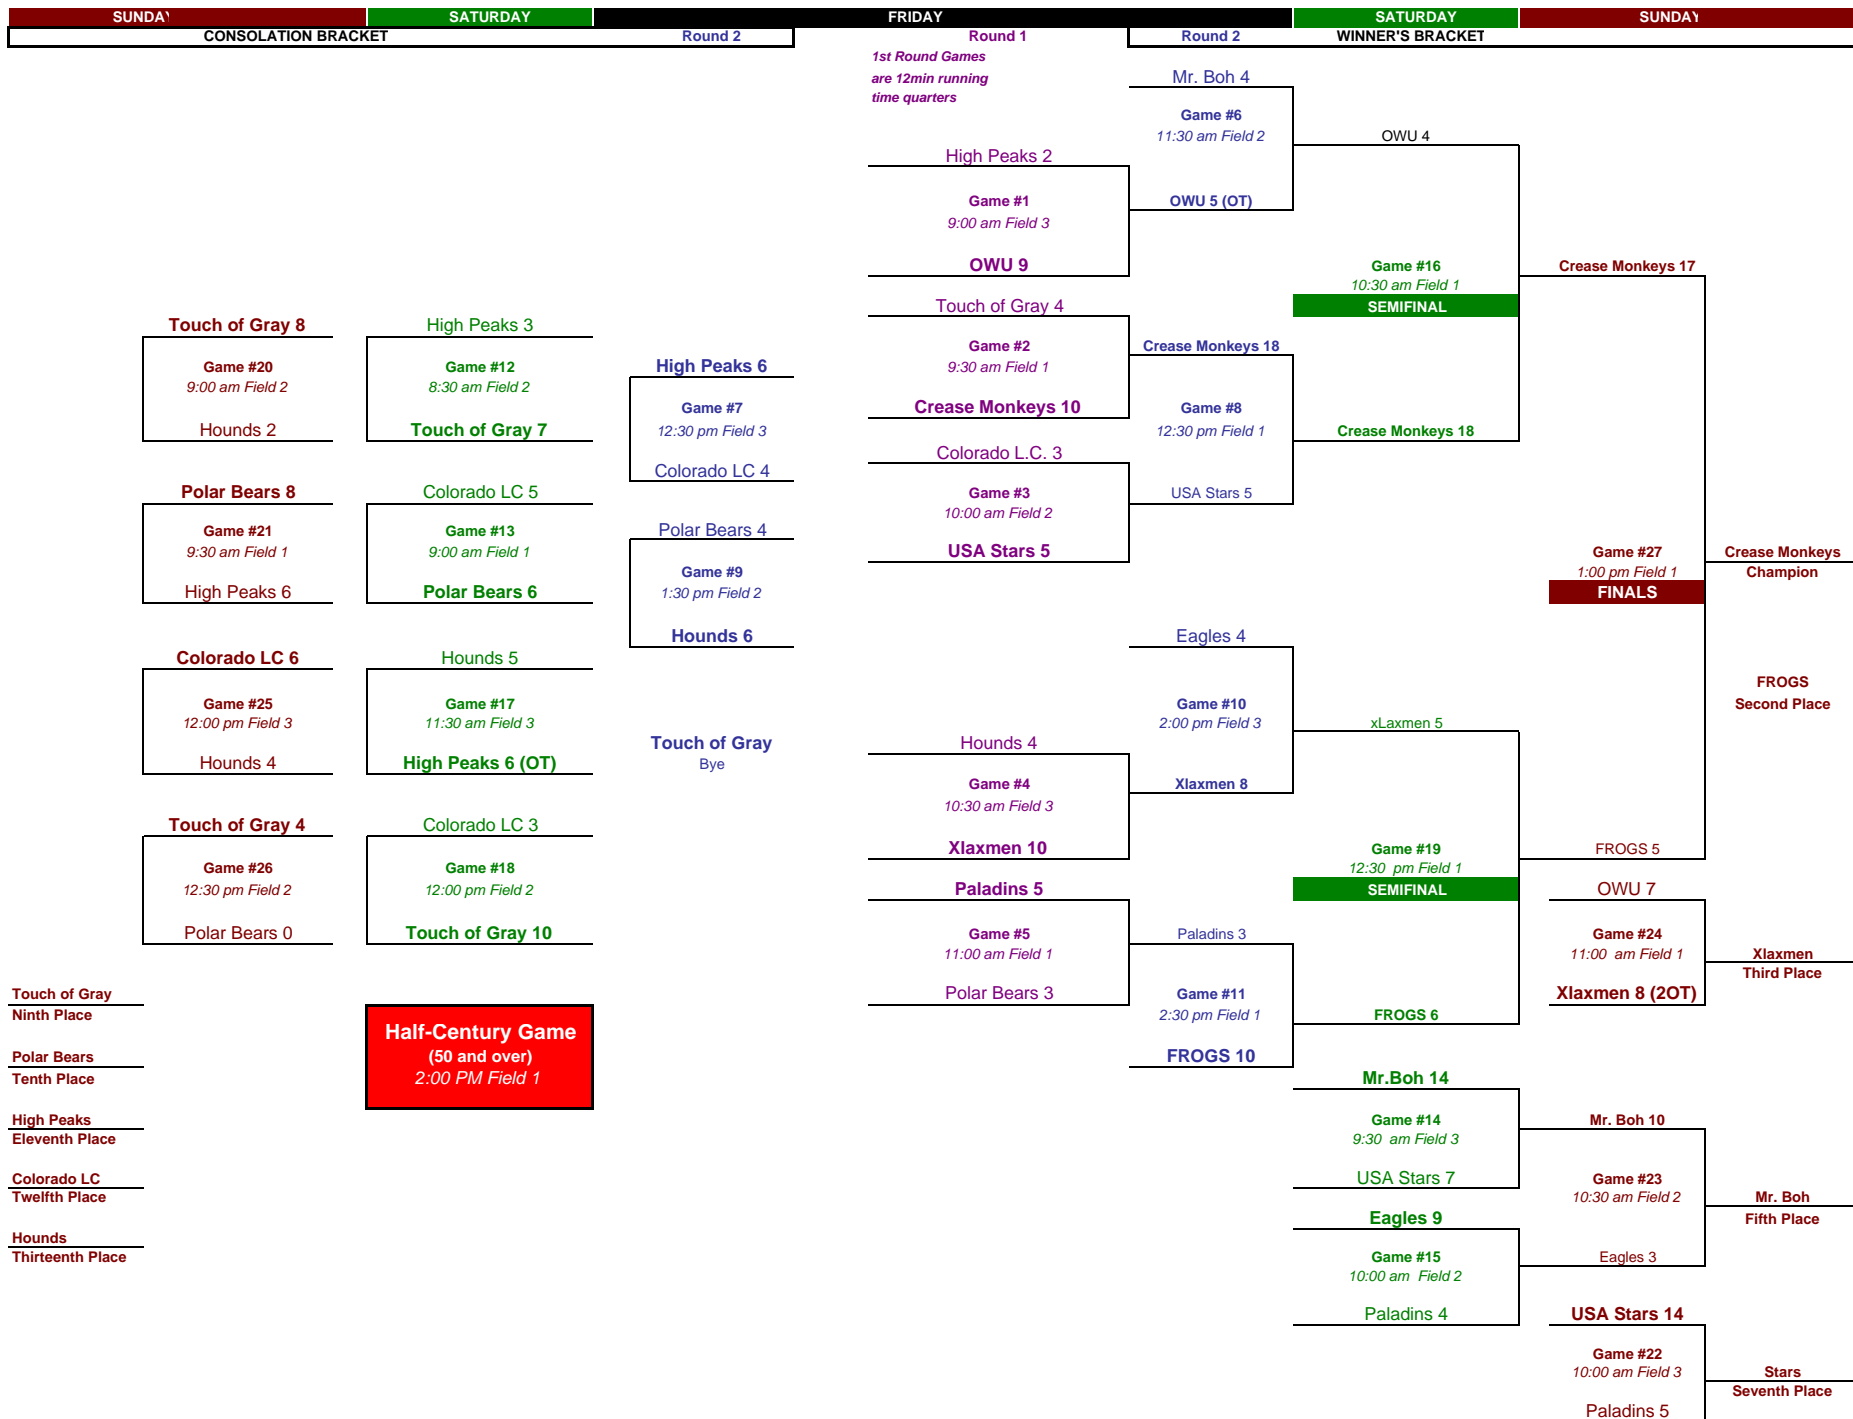 SUNDAY
SATURDAY
FRIDAY
SATURDAY
SUNDAY
CONSOLATION BRACKET
Round 2
Round 1
Round 2
WINNER'S BRACKET
1st Round Games
are 12min running
time quarters
Touch of Gray 8
Game #20
9:00 am Field 2
Hounds 2
Polar Bears 8
Game #21
9:30 am Field 1
High Peaks 6
Colorado LC 6
Game #25
12:00 pm Field 3
Hounds 4
Touch of Gray 4
Game #26
12:30 pm Field 2
Polar Bears 0
Touch of Gray
Ninth Place
Polar Bears
Tenth Place
High Peaks
Eleventh Place
Colorado LC
Twelfth Place
Hounds
Thirteenth Place
High Peaks 3
Game #12
8:30 am Field 2
Touch of Gray 7
Colorado LC 5
Game #13
9:00 am Field 1
Polar Bears 6
Hounds 5
Game #17
11:30 am Field 3
High Peaks 6 (OT)
Colorado LC 3
Game #18
12:00 pm Field 2
Touch of Gray 10
Half-Century Game
(50 and over)
2:00 PM Field 1
High Peaks 6
Game #7
12:30 pm Field 3
Colorado LC 4
Polar Bears 4
Game #9
1:30 pm Field 2
Hounds 6
Touch of Gray
Bye
High Peaks 2
Game #1
9:00 am Field 3
OWU 9
Touch of Gray 4
Game #2
9:30 am Field 1
Crease Monkeys 10
Colorado L.C. 3
Game #3
10:00 am Field 2
USA Stars 5
Hounds 4
Game #4
10:30 am Field 3
Xlaxmen 10
Paladins 5
Game #5
11:00 am Field 1
Polar Bears 3
Mr. Boh 4
Game #6
11:30 am Field 2
OWU 5 (OT)
Crease Monkeys 18
Game #8
12:30 pm Field 1
USA Stars 5
Eagles 4
Game #10
2:00 pm Field 3
Xlaxmen 8
Paladins 3
Game #11
2:30 pm Field 1
FROGS 10
OWU 4
Game #16
10:30 am Field 1
SEMIFINAL
Crease Monkeys 18
xLaxmen 5
Game #19
12:30 pm Field 1
SEMIFINAL
FROGS 6
Mr.Boh 14
Game #14
9:30 am Field 3
USA Stars 7
Eagles 9
Game #15
10:00 am Field 2
Paladins 4
Crease Monkeys 17
Game #27
1:00 pm Field 1
FINALS
FROGS 5
OWU 7
Game #24
11:00 am Field 1
Xlaxmen 8 (2OT)
Mr. Boh 10
Game #23
10:30 am Field 2
Eagles 3
USA Stars 14
Game #22
10:00 am Field 3
Paladins 5
Crease Monkeys
Champion
FROGS
Second Place
Xlaxmen
Third Place
Mr. Boh
Fifth Place
Stars
Seventh Place